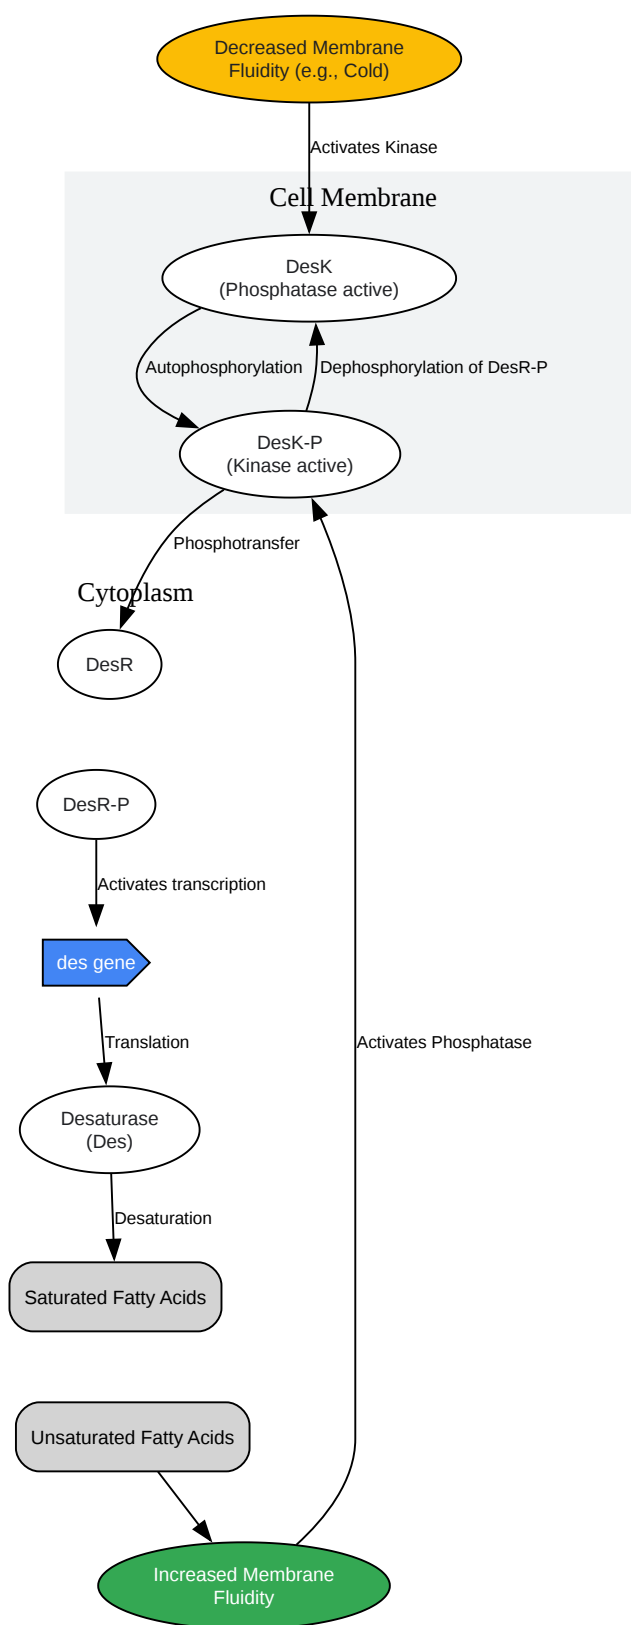 Decreased Membrane
Fluidity (e.g., Cold)
Activates Kinase
Cell Membrane
DesK
(Phosphatase active)
Autophosphorylation
Dephosphorylation of DesR-P
DesK-P
(Kinase active)
Phosphotransfer
Cytoplasm
DesR
DesR-P
Activates transcription
des gene
Translation
Activates Phosphatase
Desaturase
(Des)
Desaturation
Saturated Fatty Acids
Unsaturated Fatty Acids
Increased Membrane
Fluidity